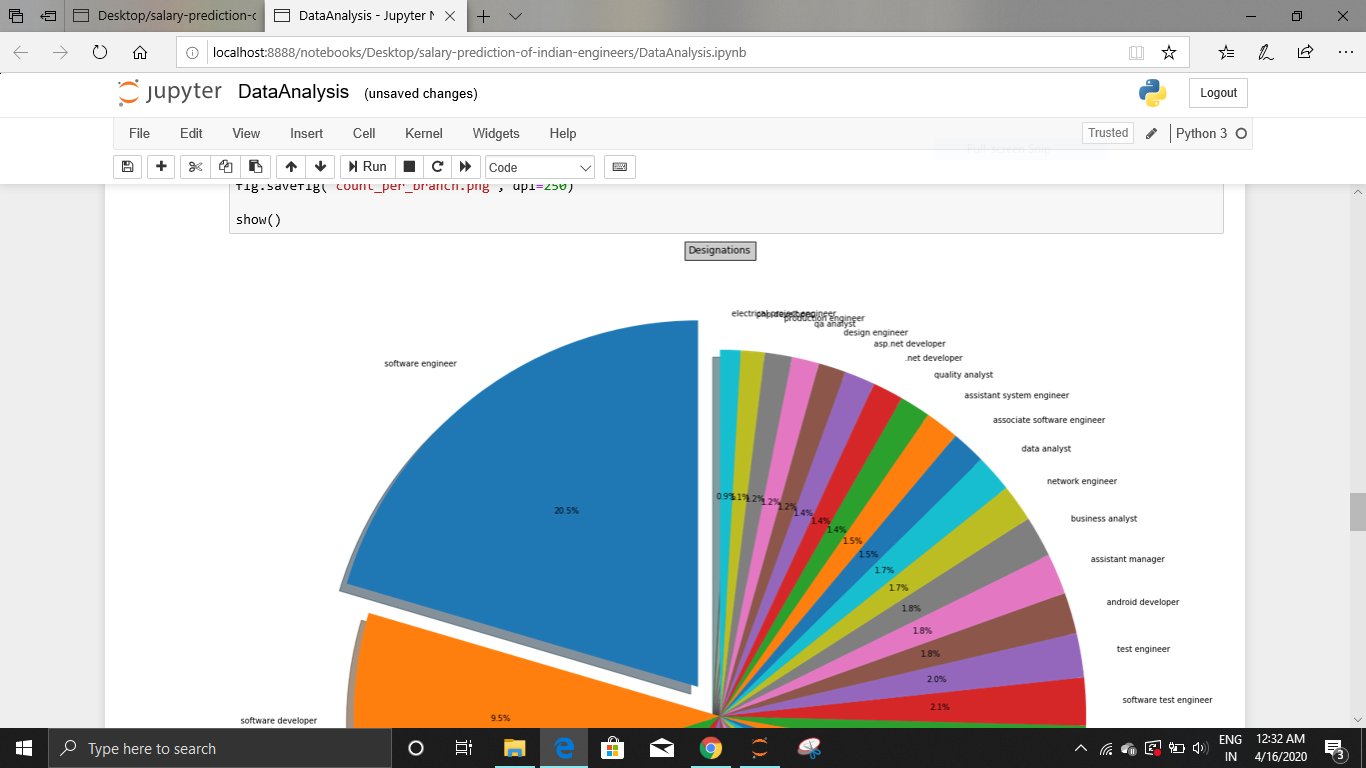 Desktop/salary-prediction-c
DataAnalysis - Jupyter N
localhost:8888/notebooks/Desktop/salary-prediction-of-indian-engineers/DataAnalysis.ipynb
jupyter DataAnalysis (unsaved changes)
Logout
File Edit View Insert Cell Kernel Widgets Help
Trusted
Python 3
Run
Code
fig.savefig('count_per_branch.png', dpi=250)
show()
Designations
electrical project engineer
production engineer
qa analyst
design engineer
asp.net developer
.net developer
quality analyst
assistant system engineer
associate software engineer
data analyst
network engineer
business analyst
assistant manager
android developer
test engineer
software test engineer
software engineer
software developer
20.5%
9.5%
0.9%
1.1%
1.2%
1.2%
1.2%
1.4%
1.4%
1.4%
1.5%
1.5%
1.7%
1.7%
1.8%
1.8%
1.8%
2.0%
2.1%
Type here to search
ENG
IN
12:32 AM
4/16/2020
3